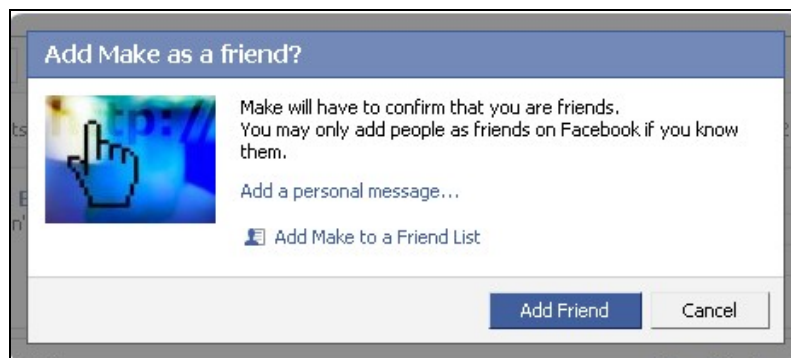 Add Make as a friend?
http://
Make will have to confirm that you are friends.
You may only add people as friends on Facebook if you know
them.
Add a personal message...
Add Make to a Friend List
Add Friend
Cancel